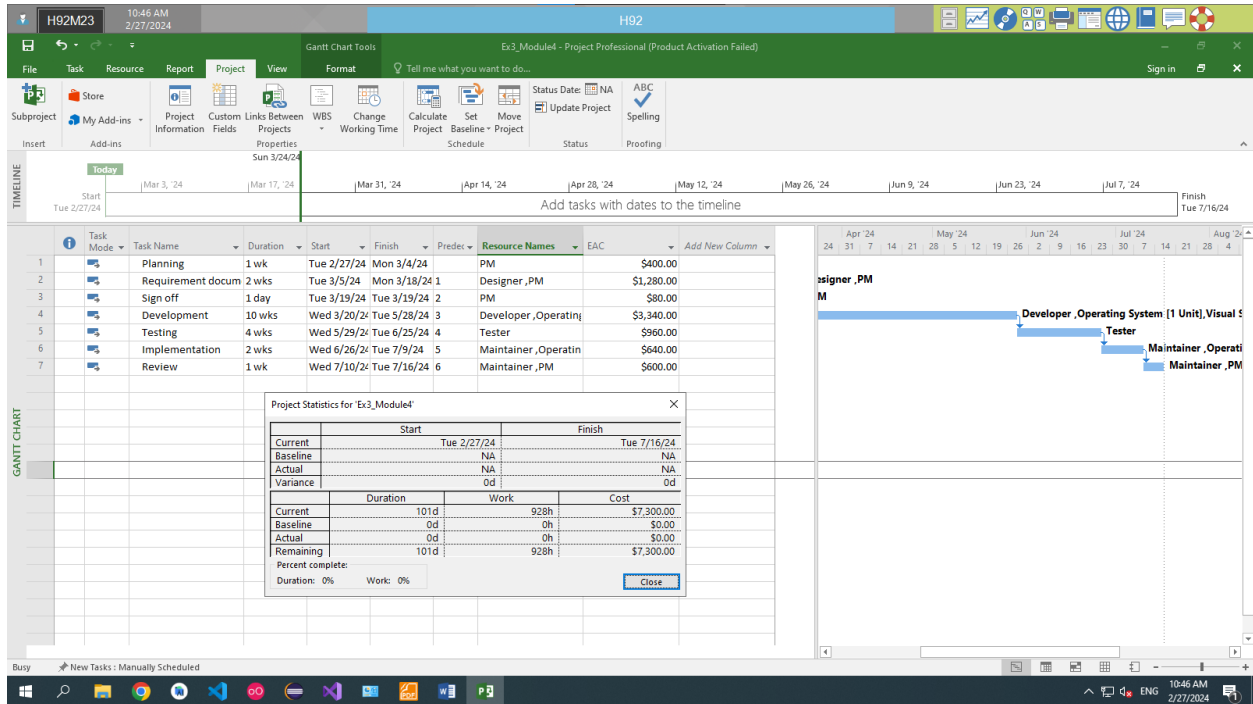 H92M23
10:46 AM
2/27/2024
H92
Gantt Chart Tools
Ex3_Module4 - Project Professional (Product Activation Failed)
File Task Resource Report Project View Format Tell me what you want to do... Sign in
Subproject
Store
My Add-ins
Project Information
Custom Fields
Links Between Projects
WBS
Change Working Time
Calculate Project
Set Baseline
Move Project
Status Date: NA
Update Project
ABC
Spelling
Insert Add-ins Properties Schedule Status Proofing
TIMELINE
Sun 3/24/24
Today
Mar 3, '24 Mar 17, '24 Mar 31, '24 Apr 14, '24 Apr 28, '24 May 12, '24 May 26, '24 Jun 9, '24 Jun 23, '24 Jul 7, '24
Start
Tue 2/27/24
Add tasks with dates to the timeline
Finish
Tue 7/16/24
GANTT CHART
Task Mode Task Name Duration Start Finish Predec Resource Names EAC Add New Column
1 Planning 1 wk Tue 2/27/24 Mon 3/4/24 PM $400.00
2 Requirement docum 2 wks Tue 3/5/24 Mon 3/18/24 1 Designer ,PM $1,280.00
3 Sign off 1 day Tue 3/19/24 Tue 3/19/24 2 PM $80.00
4 Development 10 wks Wed 3/20/24 Tue 5/28/24 3 Developer ,Operating $3,340.00
5 Testing 4 wks Wed 5/29/24 Tue 6/25/24 4 Tester $960.00
6 Implementation 2 wks Wed 6/26/24 Tue 7/9/24 5 Maintainer ,Operatin $640.00
7 Review 1 wk Wed 7/10/24 Tue 7/16/24 6 Maintainer ,PM $600.00
Apr '24 May '24 Jun '24 Jul '24 Aug '24
24 31 7 14 21 28 5 12 19 26 2 9 16 23 30 7 14 21 28 4
esigner ,PM
M
Developer ,Operating System [1 Unit],Visual S
Tester
Maintainer ,Operati
Maintainer ,PM
Project Statistics for 'Ex3_Module4'
Start Finish
Current Tue 2/27/24 Tue 7/16/24
Baseline NA NA
Actual NA NA
Variance 0d 0d
Duration Work Cost
Current 101d 928h $7,300.00
Baseline 0d 0h $0.00
Actual 0d 0h $0.00
Remaining 101d 928h $7,300.00
Percent complete:
Duration: 0% Work: 0%
Close
Busy New Tasks : Manually Scheduled
ENG
10:46 AM
2/27/2024